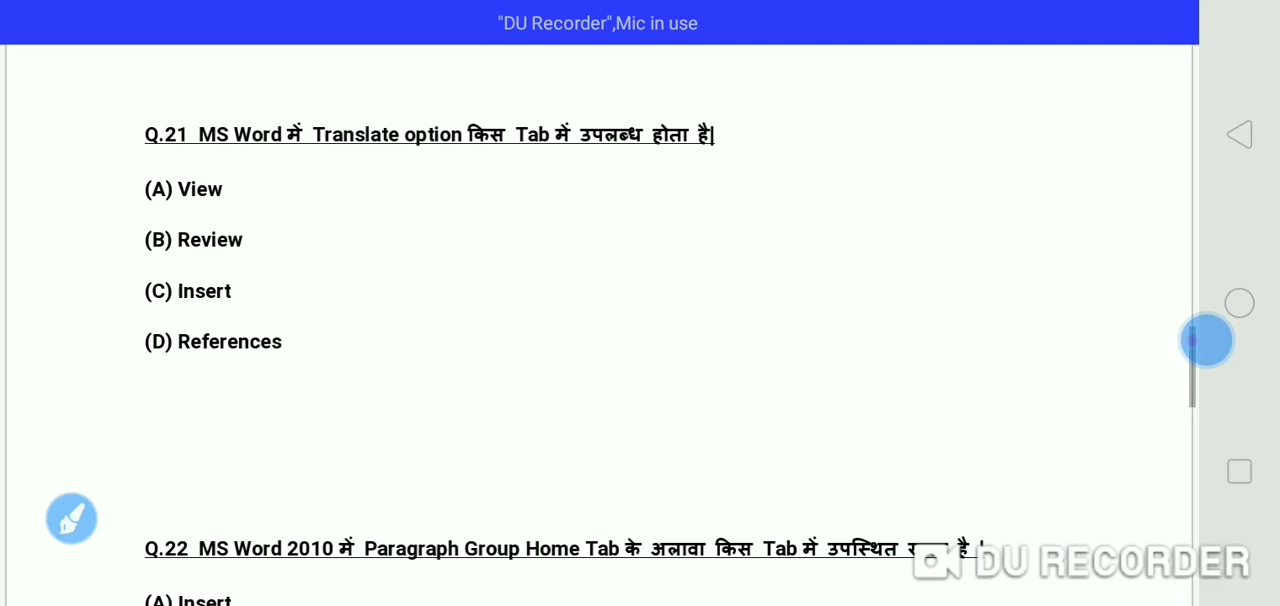 "DU Recorder",Mic in use
Q.21 MS Word में Translate option किस Tab में उपलब्ध होता है|
(A) View
(B) Review
(C) Insert
(D) References
Q.22 MS Word 2010 में Paragraph Group Home Tab के अलावा किस Tab में उपस्थित है |
DU RECORDER
(A) Insert